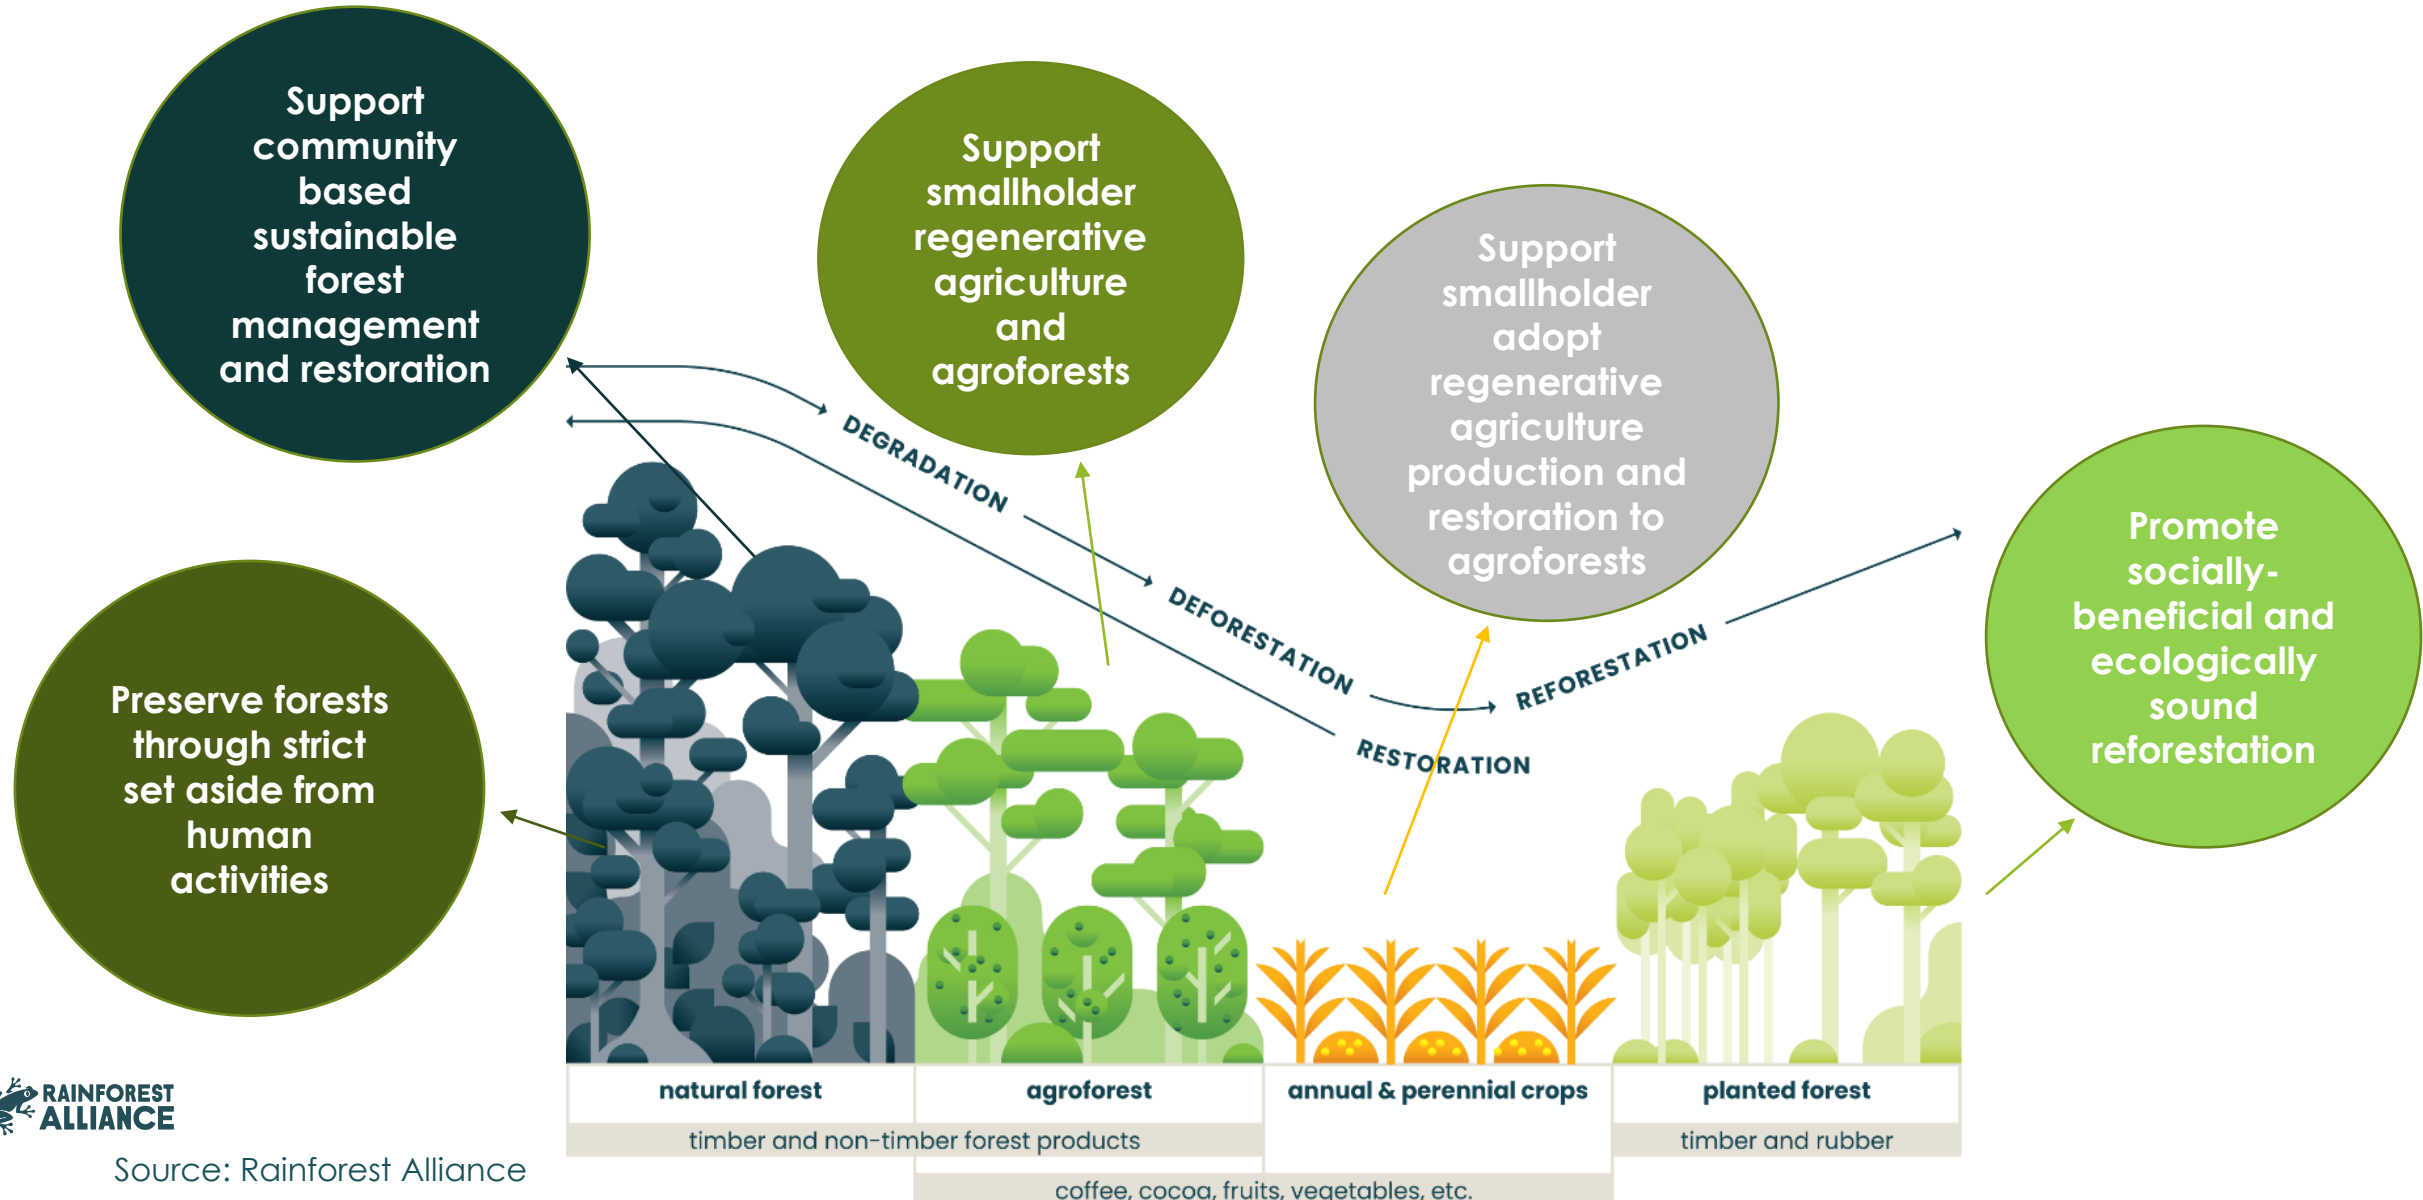 Support
community
based
sustainable
forest
management
and restoration
Support
smallholder
regenerative
agriculture
and
agroforests
Support
smallholder
adopt
regenerative
agriculture
production and
restoration to
agroforests
Promote
socially-
beneficial and
ecologically
sound
reforestation
Preserve forests
through strict
set aside from
human
activities
DEGRADATION
DEFORESTATION
REFORESTATION
RESTORATION
natural forest
agroforest
annual & perennial crops
planted forest
timber and non-timber forest products
timber and rubber
coffee, cocoa, fruits, vegetables, etc.
RAINFOREST
ALLIANCE
Source: Rainforest Alliance